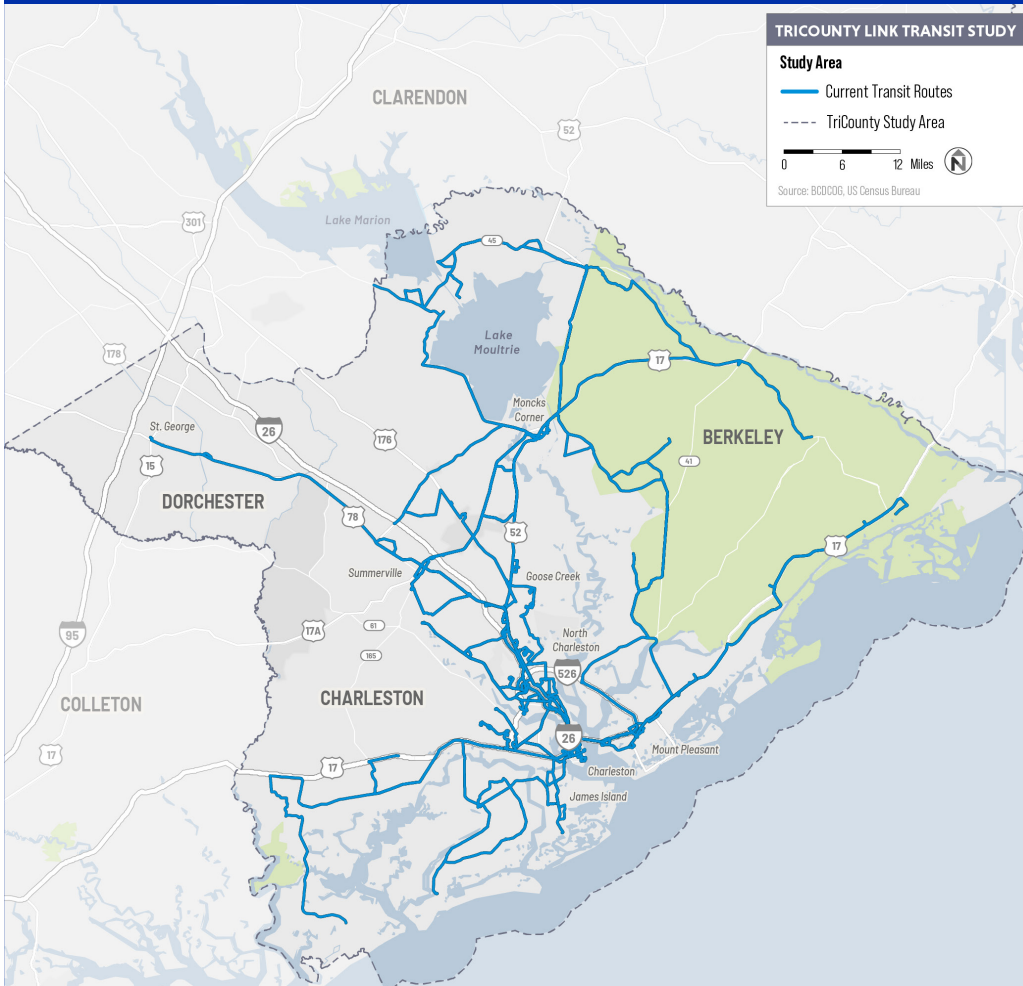 TRICOUNTY LINK TRANSIT STUDY
Study Area
Current Transit Routes
TriCounty Study Area
0 6 12 Miles
N
Source: BCDCOG, US Census Bureau
CLARENDON
52
301
Lake Marion
45
Lake
Moultrie
178
17
Moncks
Corner
St. George
26
176
BERKELEY
15
41
DORCHESTER
78
52
17
Summerville
Goose Creek
95
17A
61
North
Charleston
165
526
COLLETON
CHARLESTON
17
26
Mount Pleasant
17
Charleston
James Island